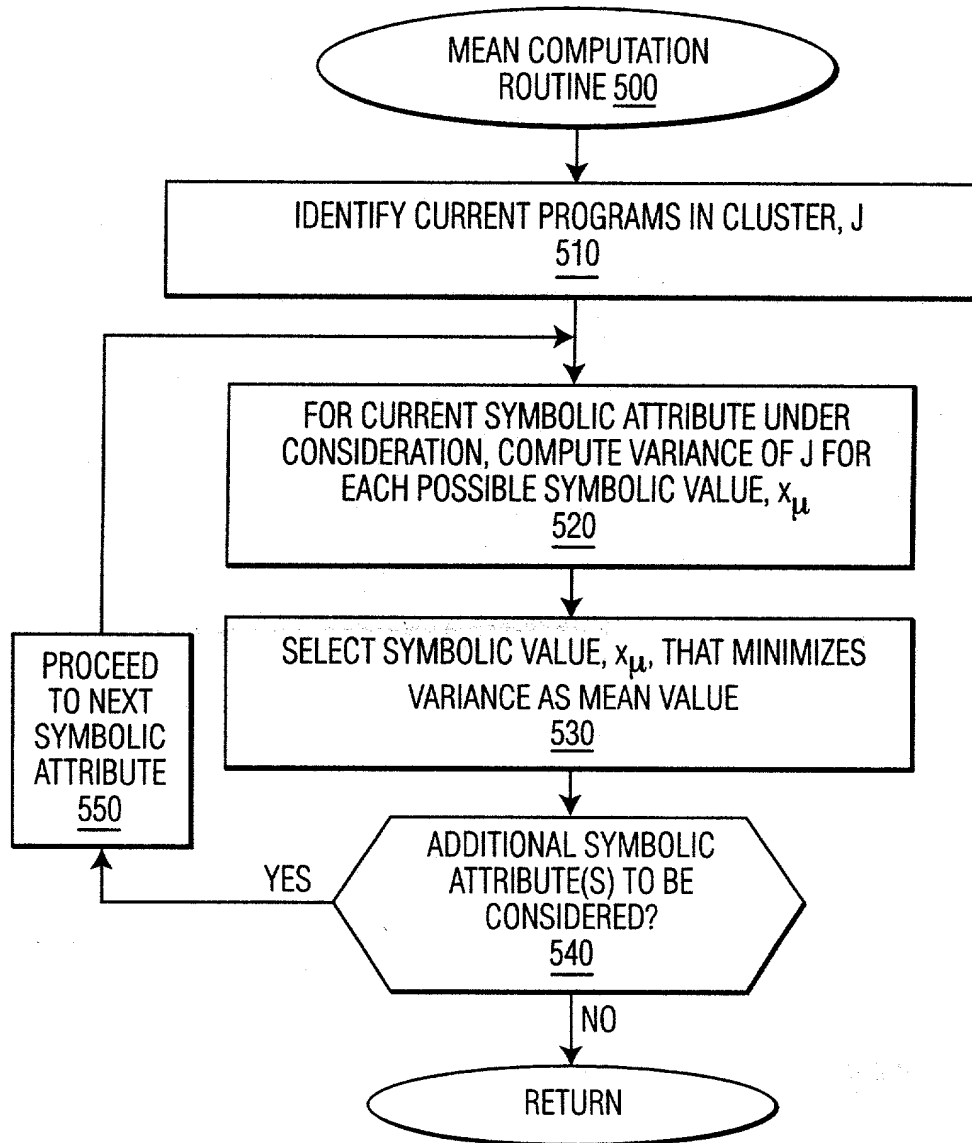 MEAN COMPUTATION
ROUTINE 500
IDENTIFY CURRENT PROGRAMS IN CLUSTER, J
510
FOR CURRENT SYMBOLIC ATTRIBUTE UNDER
CONSIDERATION, COMPUTE VARIANCE OF J FOR
EACH POSSIBLE SYMBOLIC VALUE, xμ
520
SELECT SYMBOLIC VALUE, xμ, THAT MINIMIZES
VARIANCE AS MEAN VALUE
530
PROCEED
TO NEXT
SYMBOLIC
ATTRIBUTE
550
ADDITIONAL SYMBOLIC
ATTRIBUTE(S) TO BE
CONSIDERED?
540
YES
NO
RETURN